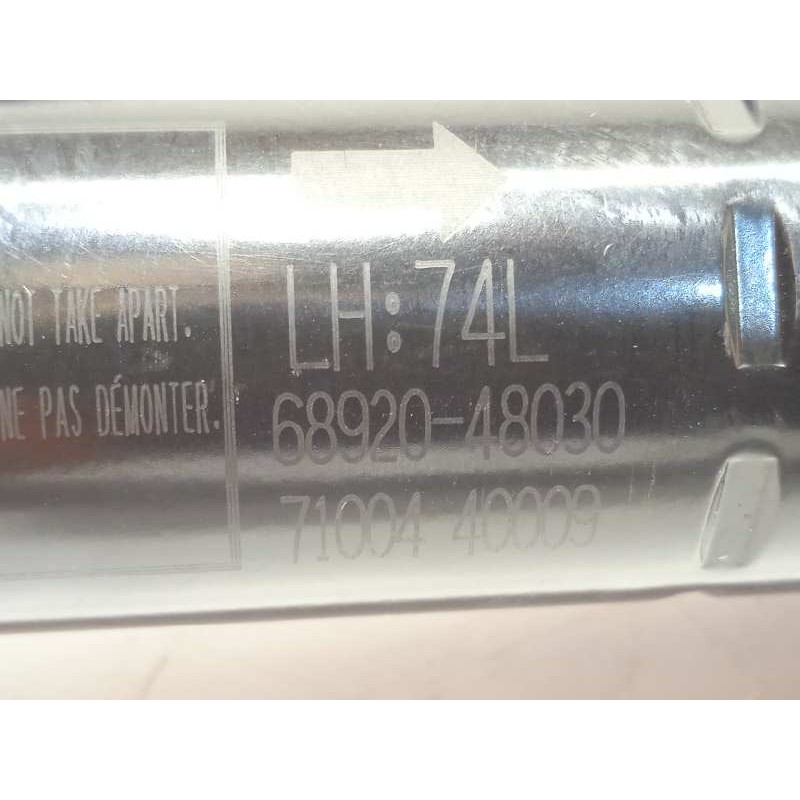 NOT TAKE APART.
NE PAS DÉMONTER.
LH:74L
68920-48030
71004 40009